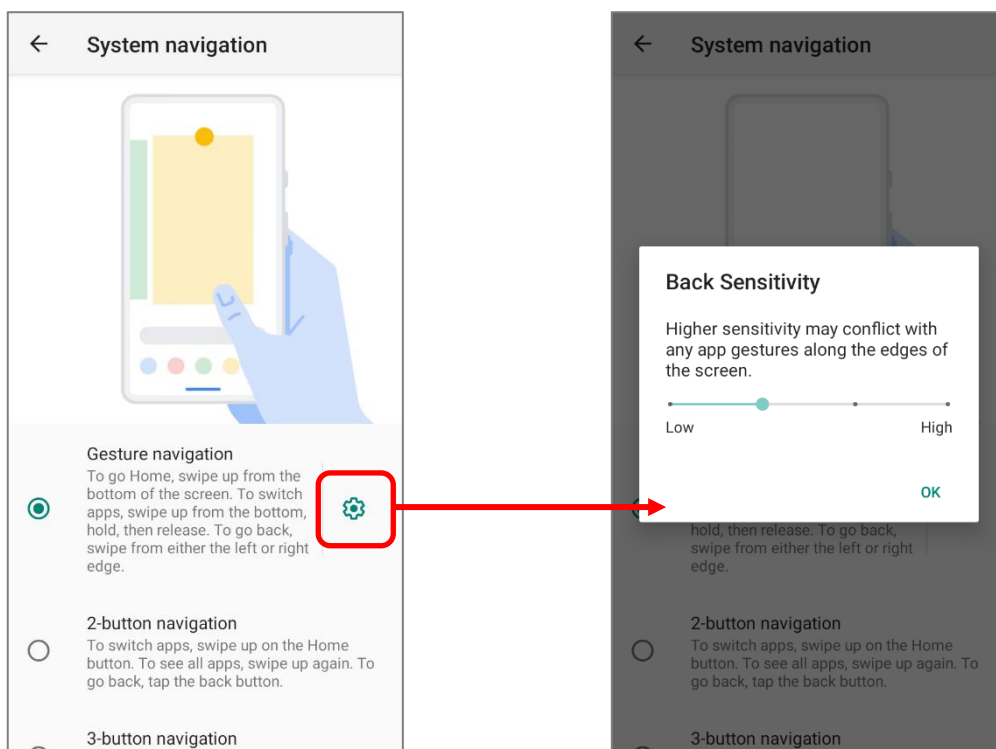 System navigation
Gesture navigation
To go Home, swipe up from the
bottom of the screen. To switch
apps, swipe up from the bottom,
hold, then release. To go back,
swipe from either the left or right
edge.
2-button navigation
To switch apps, swipe up on the Home
button. To see all apps, swipe up again. To
go back, tap the back button.
3-button navigation
System navigation
Back Sensitivity
Higher sensitivity may conflict with
any app gestures along the edges of
the screen.
Low High
OK
hold, then release. To go back,
swipe from either the left or right
edge.
2-button navigation
To switch apps, swipe up on the Home
button. To see all apps, swipe up again. To
go back, tap the back button.
3-button navigation